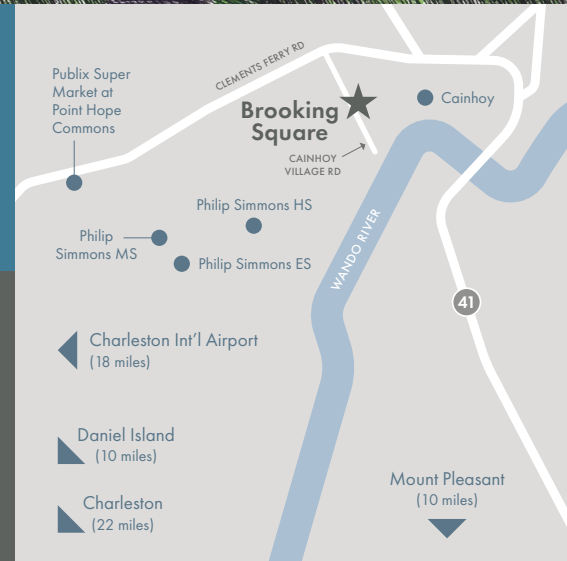 Publix Super
Market at
Point Hope
Commons
CLEMENTS FERRY RD
Brooking
Square
Cainhoy
CAINHOY
VILLAGE RD
Philip Simmons HS
Philip
Simmons MS
Philip Simmons ES
WANDO RIVER
41
Charleston Int'l Airport
(18 miles)
Daniel Island
(10 miles)
Charleston
(22 miles)
Mount Pleasant
(10 miles)